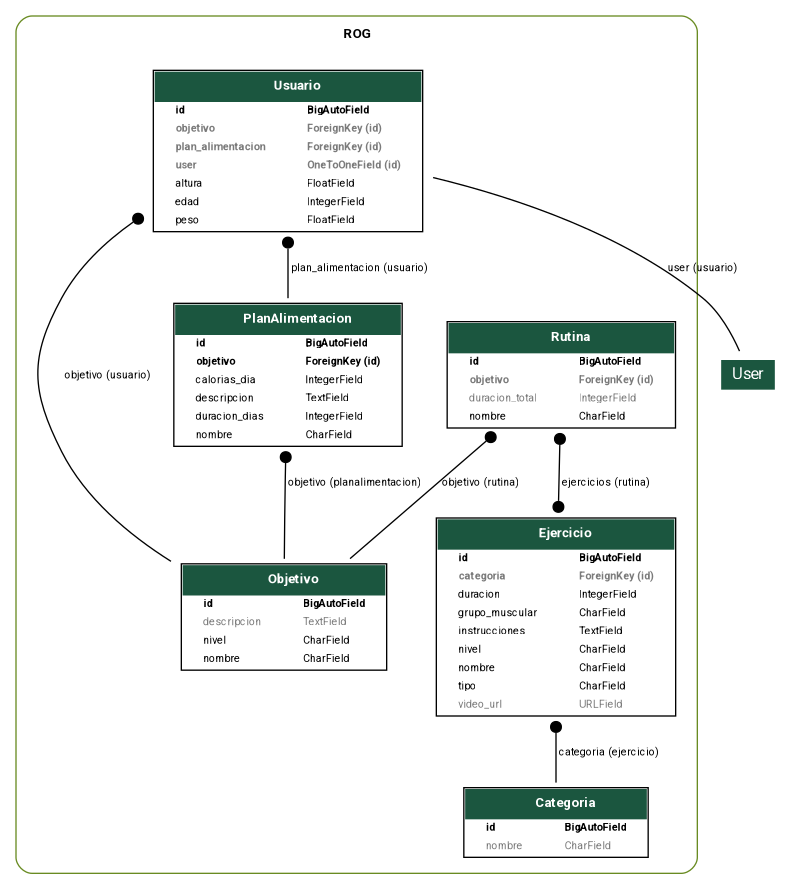 ROG
Usuario
id BigAutoField
objetivo ForeignKey (id)
plan_alimentacion ForeignKey (id)
user OneToOneField (id)
altura FloatField
edad IntegerField
peso FloatField
plan_alimentacion (usuario)
user (usuario)
PlanAlimentacion
id BigAutoField
objetivo ForeignKey (id)
calorias_dia IntegerField
descripcion TextField
duracion_dias IntegerField
nombre CharField
Rutina
id BigAutoField
objetivo ForeignKey (id)
duracion_total IntegerField
nombre CharField
User
objetivo (usuario)
objetivo (planalimentacion)
objetivo (rutina)
ejercicios (rutina)
Objetivo
id BigAutoField
descripcion TextField
nivel CharField
nombre CharField
Ejercicio
id BigAutoField
categoria ForeignKey (id)
duracion IntegerField
grupo_muscular CharField
instrucciones TextField
nivel CharField
nombre CharField
tipo CharField
video_url URLField
categoria (ejercicio)
Categoria
id BigAutoField
nombre CharField